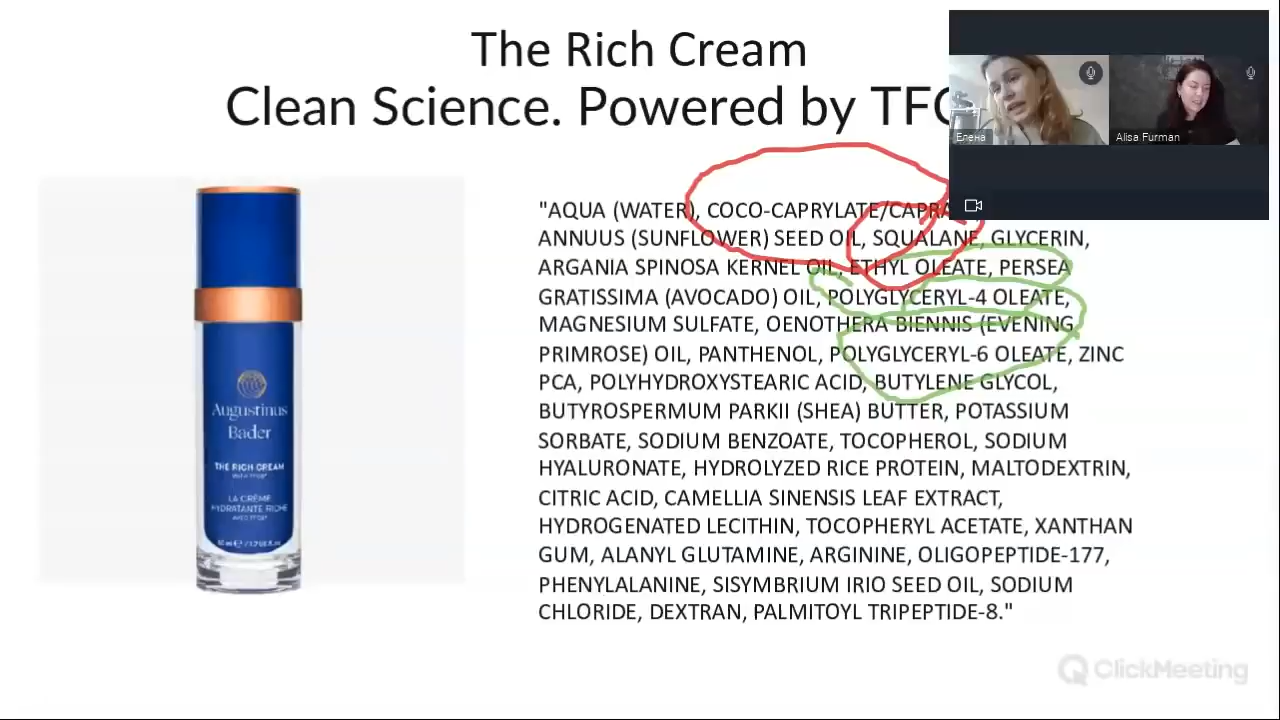 The Rich Cream
Clean Science. Powered by
Елена
Alisa Furman
"AQUA (WATER), COCO-CAPRYLATE/
ANNUUS (SUNFLOWER) SEED OIL, SQUALANE, GLYCERIN,
ARGANIA SPINOSA KERNEL OIL, ETHYL OLEATE, PERSEA
GRATISSIMA (AVOCADO) OIL, POLYGLYCERYL-4 OLEATE,
MAGNESIUM SULFATE, OENOTHERA BIENNIS (EVENING
PRIMROSE) OIL, PANTHENOL, POLYGLYCERYL-6 OLEATE, ZINC
PCA, POLYHYDROXYSTEARIC ACID, BUTYLENE GLYCOL,
BUTYROSPERMUM PARKII (SHEA) BUTTER, POTASSIUM
SORBATE, SODIUM BENZOATE, TOCOPHEROL, SODIUM
HYALURONATE, HYDROLYZED RICE PROTEIN, MALTODEXTRIN,
CITRIC ACID, CAMELLIA SINENSIS LEAF EXTRACT,
HYDROGENATED LECITHIN, TOCOPHERYL ACETATE, XANTHAN
GUM, ALANYL GLUTAMINE, ARGININE, OLIGOPEPTIDE-177,
PHENYLALANINE, SISYMBRIUM IRIO SEED OIL, SODIUM
CHLORIDE, DEXTRAN, PALMITOYL TRIPEPTIDE-8."
Augustinus
Bader
THE RICH CREAM
LA CRÈME
HYDRATANTE RICHE
ClickMeeting